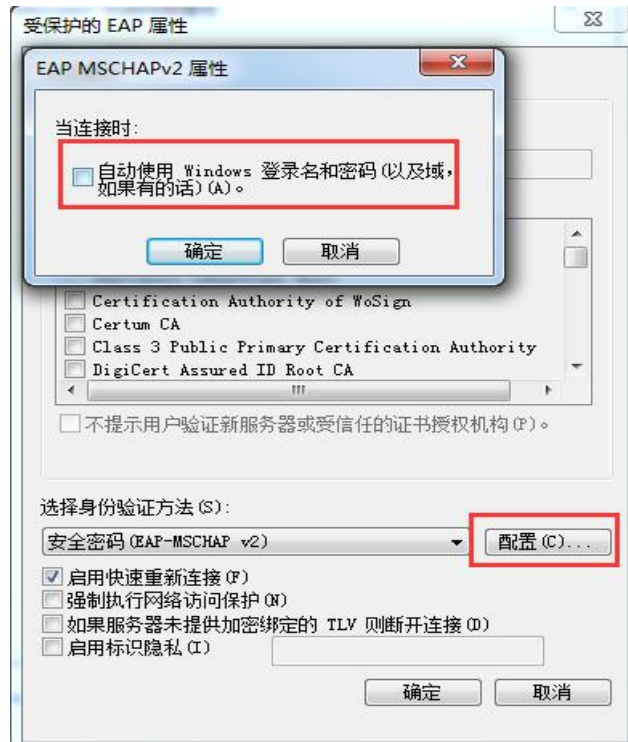 受保护的 EAP 属性
EAP MSCHAPv2 属性
当连接时:
自动使用 Windows 登录名和密码(以及域,
如果有的话)(A)。
确定
取消
Certification Authority of WoSign
Certum CA
Class 3 Public Primary Certification Authority
DigiCert Assured ID Root CA
不提示用户验证新服务器或受信任的证书授权机构(P)。
选择身份验证方法(S):
安全密码(EAP-MSCHAP v2)
配置(C)...
启用快速重新连接(F)
强制执行网络访问保护(N)
如果服务器未提供加密绑定的 TLV 则断开连接(D)
启用标识隐私(I)
确定
取消